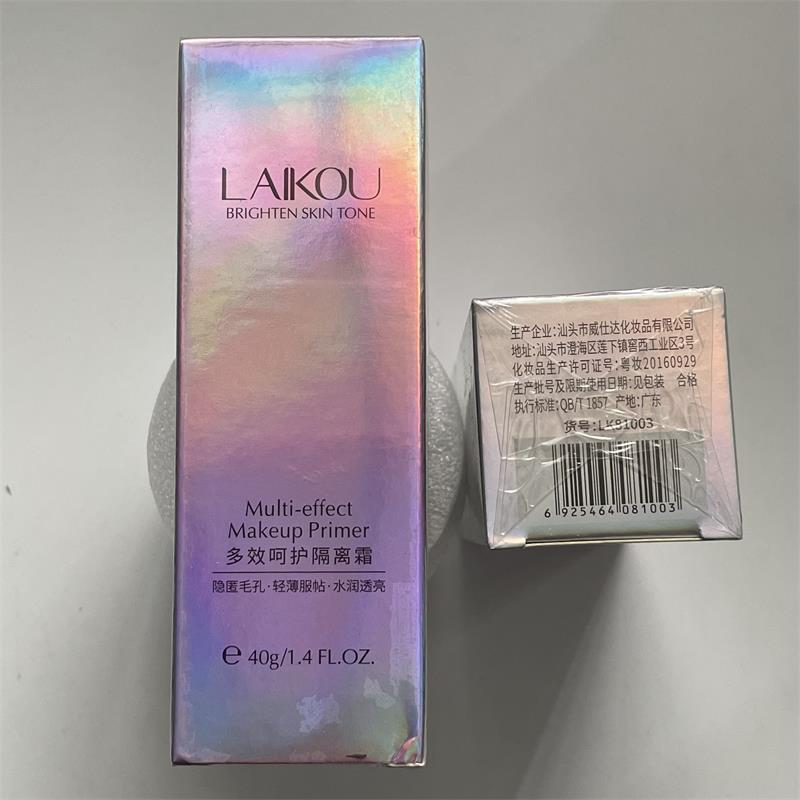 LAIKOU
BRIGHTEN SKIN TONE
Multi-effect
Makeup Primer
多效呵护隔离霜
隐匿毛孔·轻薄服帖·水润透亮
℮ 40g/1.4 FL.OZ.
生产企业:汕头市威仕达化妆品有限公司
地址:汕头市澄海区莲下镇窖西工业区3号
化妆品生产许可证号:粤妆20160929
生产批号及限期使用日期:见包装 合格
执行标准:QB/T 1857 产地:广东
货号:LK81003
6 925464 081003